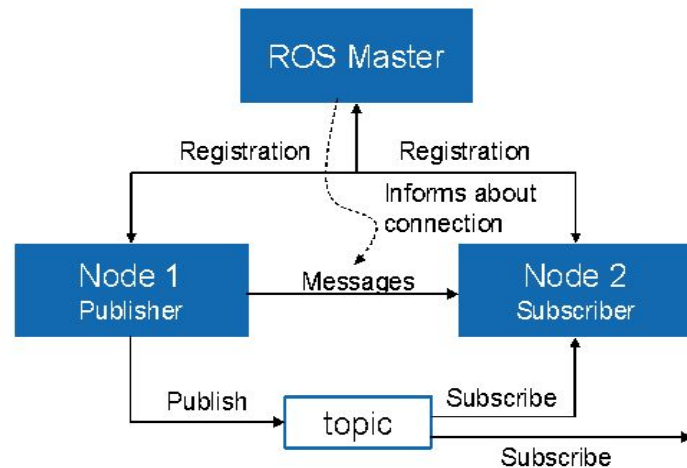 ROS Master
Registration
Registration
Informs about
connection
Node 1
Publisher
Messages
Node 2
Subscriber
Publish
topic
Subscribe
Subscribe